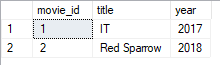 movie_id title year
1 1 IT 2017
2 2 Red Sparrow 2018